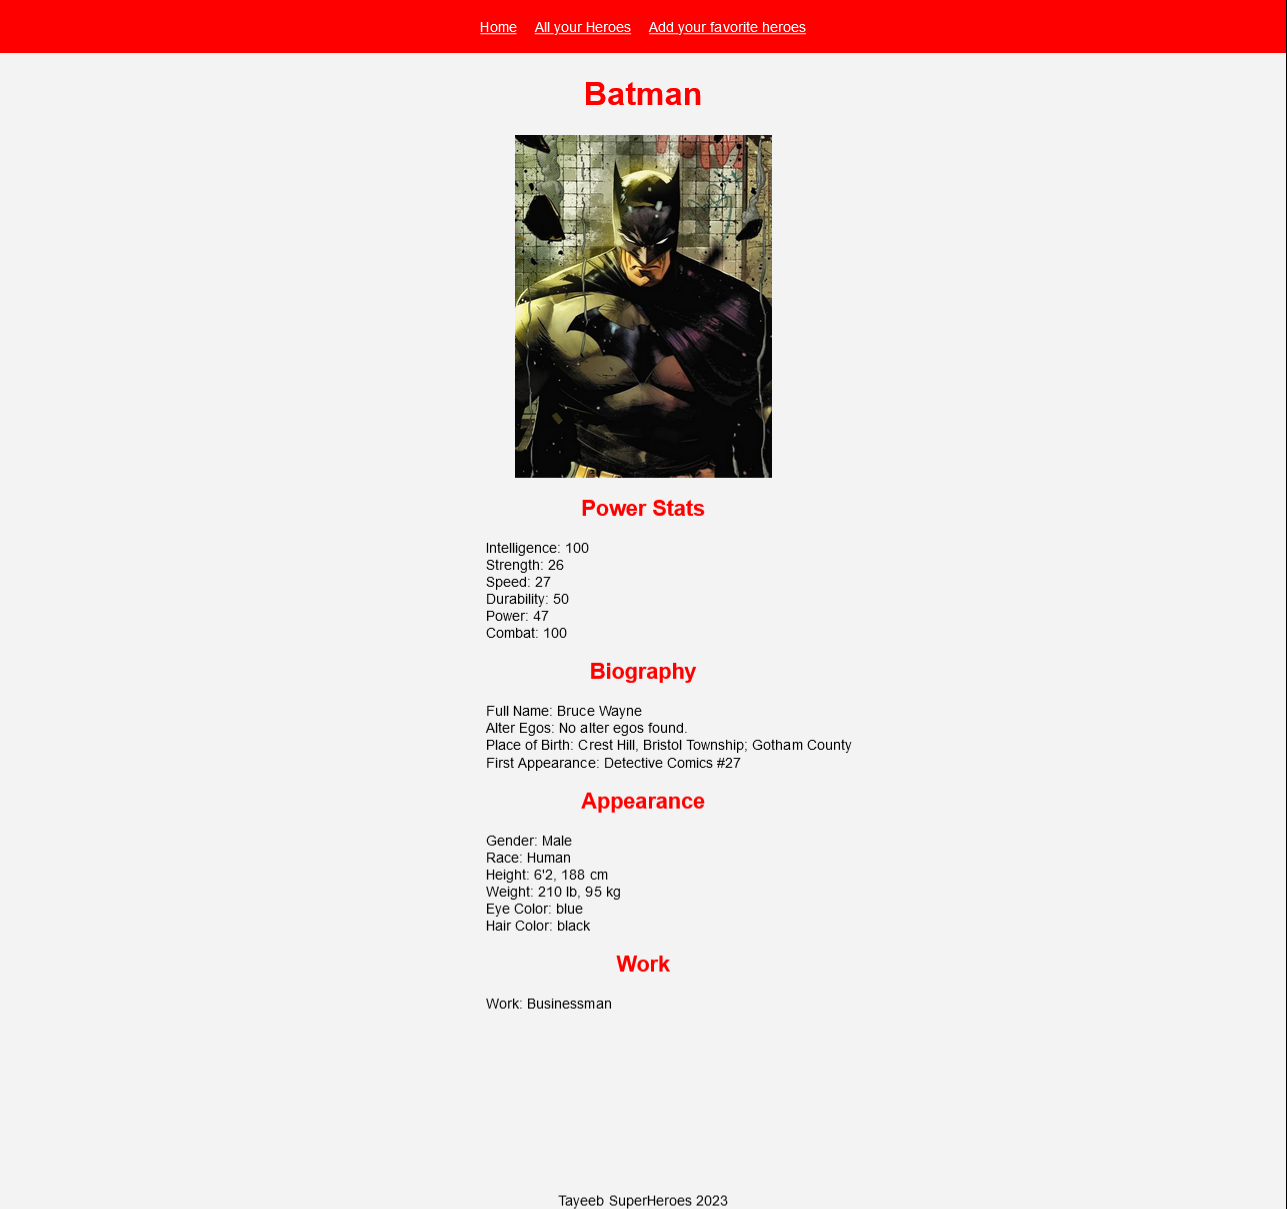 Home All your Heroes Add your favorite heroes
Batman
Power Stats
Intelligence: 100
Strength: 26
Speed: 27
Durability: 50
Power: 47
Combat: 100
Biography
Full Name: Bruce Wayne
Alter Egos: No alter egos found.
Place of Birth: Crest Hill, Bristol Township; Gotham County
First Appearance: Detective Comics #27
Appearance
Gender: Male
Race: Human
Height: 6'2, 188 cm
Weight: 210 lb, 95 kg
Eye Color: blue
Hair Color: black
Work
Work: Businessman
Tayeeb SuperHeroes 2023